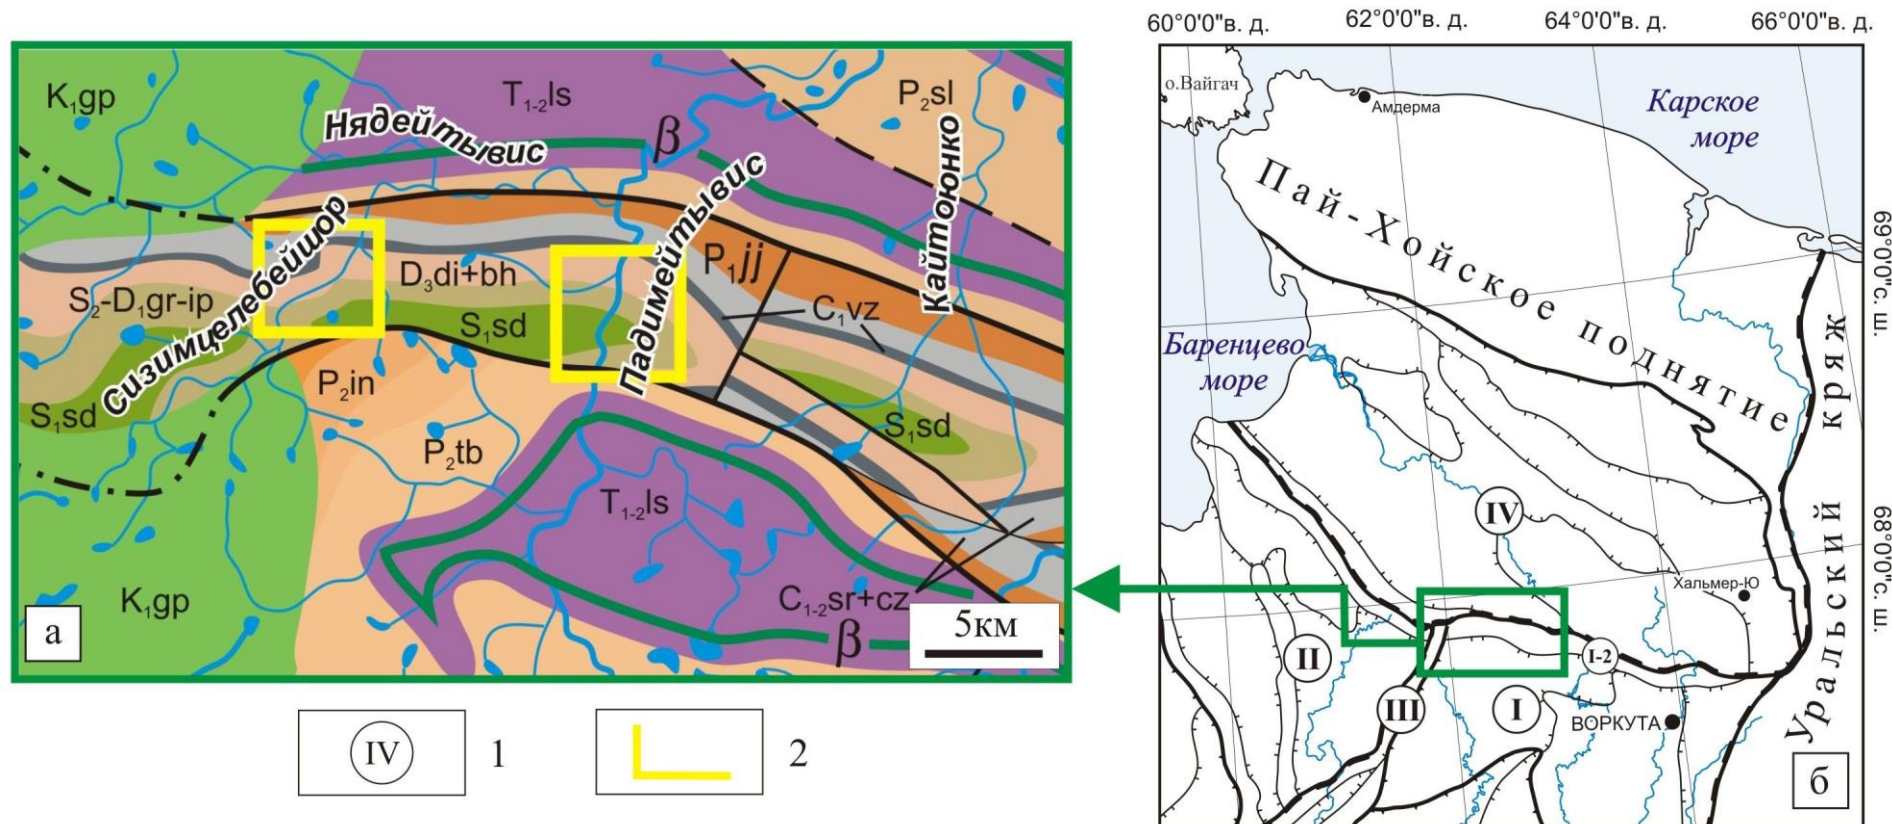 K₁gp
T₁₋₂ls
P₂sl
Нядейтывис
β
Кайтоюнко
Падимейтывис
Сизимцелебейшор
P₁jj
D₃di+bh
S₂-D₁gr-ip
S₁sd
C₁vz
P₂in
S₁sd
S₁sd
P₂tb
T₁₋₂ls
K₁gp
C₁₋₂sr+cz
β
а
5км
IV
1
2
60°0'0"в. д.
62°0'0"в. д.
64°0'0"в. д.
66°0'0"в. д.
о.Вайгач
Амдерма
Карское
море
Пай-Хойское поднятие
69°0'0"с. ш.
Баренцево
море
Уральский кряж
IV
68°0'0"с. ш.
Хальмер-Ю
II
I-2
III
I
ВОРКУТА
б